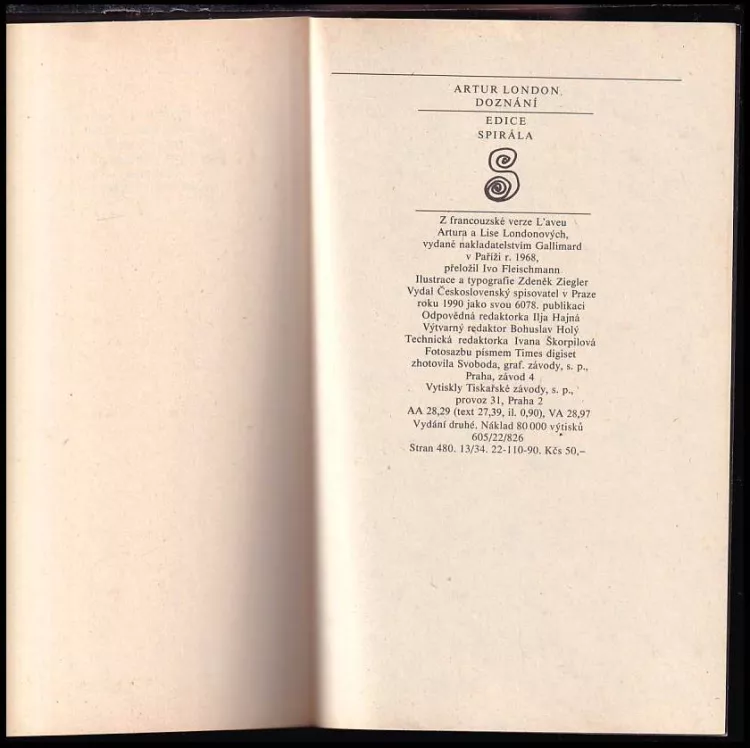 ARTUR LONDON
DOZNÁNÍ
EDICE
SPIRÁLA
Z francouzské verze L'aveu
Artura a Lise Londonových,
vydané nakladatelstvím Gallimard
v Paříži r. 1968,
přeložil Ivo Fleischmann
Ilustrace a typografie Zdeněk Ziegler
Vydal Československý spisovatel v Praze
roku 1990 jako svou 6078. publikaci
Odpovědná redaktorka Ilja Hajná
Výtvarný redaktor Bohuslav Holý
Technická redaktorka Ivana Škorpilová
Fotosazbu písmem Times digiset
zhotovila Svoboda, graf. závody, s. p.,
Praha, závod 4
Vytiskly Tiskařské závody, s. p.,
provoz 31, Praha 2
AA 28,29 (text 27,39, il. 0,90), VA 28,97
Vydání druhé. Náklad 80 000 výtisků
605/22/826
Stran 480. 13/34. 22-110-90. Kčs 50,–